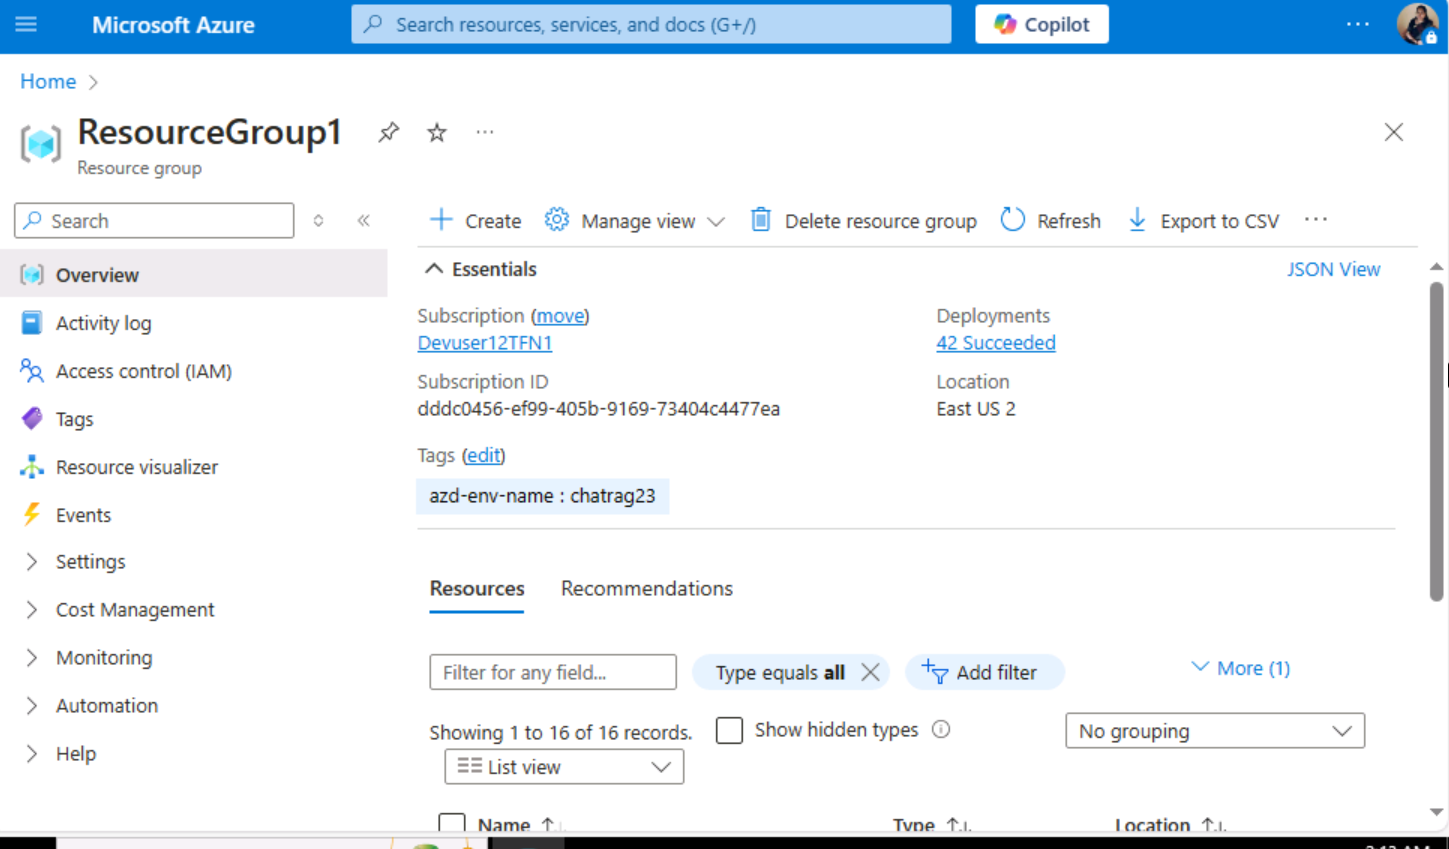 Microsoft Azure
Search resources, services, and docs (G+/)
Copilot
Home
ResourceGroup1
Resource group
Search
Create
Manage view
Delete resource group
Refresh
Export to CSV
Overview
Activity log
Access control (IAM)
Tags
Resource visualizer
Events
Settings
Cost Management
Monitoring
Automation
Help
Essentials
JSON View
Subscription (move)
Devuser12TFN1
Deployments
42 Succeeded
Subscription ID
dddc0456-ef99-405b-9169-73404c4477ea
Location
East US 2
Tags (edit)
azd-env-name : chatrag23
Resources
Recommendations
Filter for any field...
Type equals all
Add filter
More (1)
Showing 1 to 16 of 16 records.
Show hidden types
No grouping
List view
Name
Type
Location